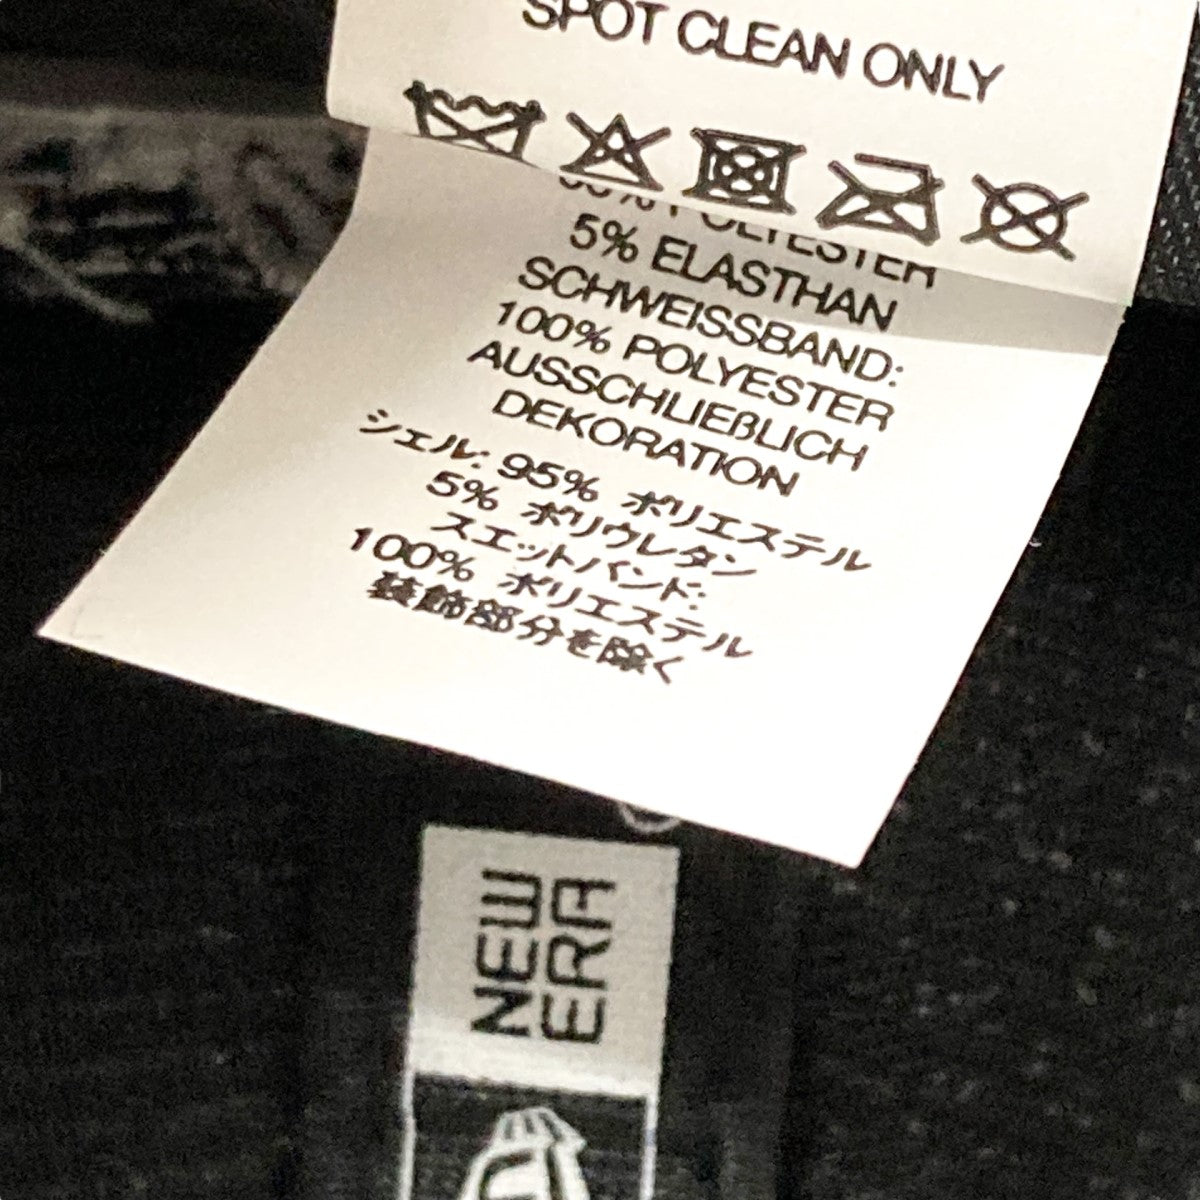 SPOT CLEAN ONLY
POLYESTER
5% ELASTHAN
SCHWEISSBAND:
100% POLYESTER
AUSSCHLIEßLICH
DEKORATION
シェル: 95% ポリエステル
5% ポリウレタン
スエットバンド:
100% ポリエステル
装飾部分を除く
NEW
ERA